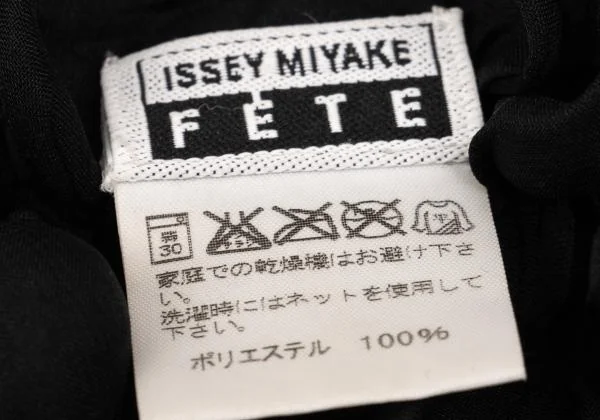 ISSEY MIYAKE
FETE
30
家庭での乾燥機はお避け下さ
い。
洗濯時にはネットを使用して
下さい。
ポリエステル 100%